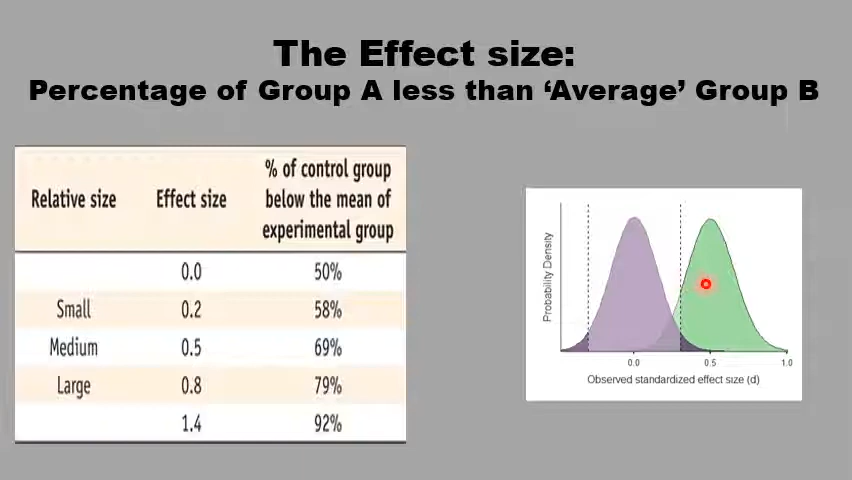 The Effect size:
Percentage of Group A less than ‘Average’ Group B
Relative size Effect size % of control group below the mean of experimental group
0.0 50%
Small 0.2 58%
Medium 0.5 69%
Large 0.8 79%
1.4 92%
Probability Density
0.0 0.5 1.0
Observed standardized effect size (d)